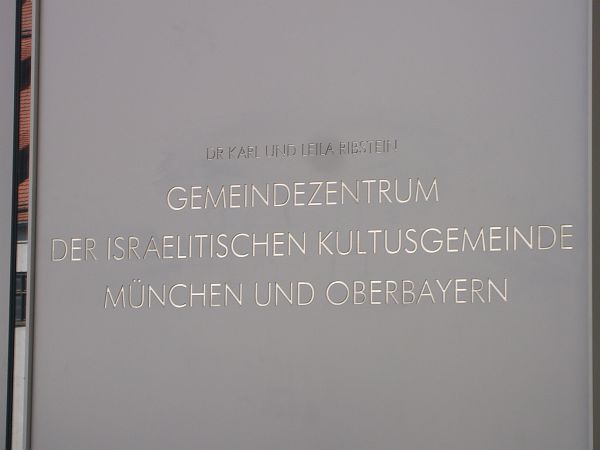 DR KARL UND LEILA RIBSTEIN
GEMEINDEZENTRUM
DER ISRAELITISCHEN KULTUSGEMEINDE
MÜNCHEN UND OBERBAYERN